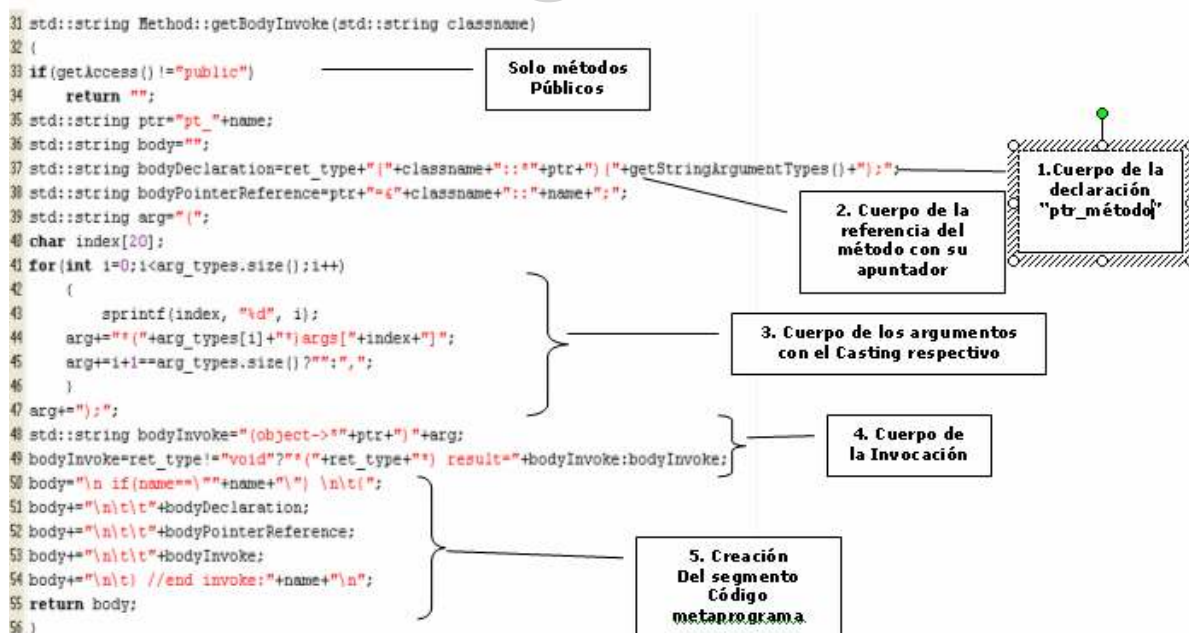 31 std::string Method::getBodyInvoke(std::string classname)
32 {
33 if(getAccess()!="public")
34 return "";
35 std::string ptr="pt_"+name;
36 std::string body="";
37 std::string bodyDeclaration=ret_type+"("+classname+"::*"+ptr+")("+getStringArgumentTypes()+");";
38 std::string bodyPointerReference=ptr+"=&"+classname+"::"+name+";";
39 std::string arg="(";
40 char index[20];
41 for(int i=0;i<arg_types.size();i++)
42 {
43 sprintf(index, "%d", i);
44 arg+="*("+arg_types[i]+"*)args["+index+"]";
45 arg+=i+1==arg_types.size()?"":",";
46 }
47 arg+=");";
48 std::string bodyInvoke="(object->*"+ptr+")"+arg;
49 bodyInvoke=ret_type!="void"?"*("+ret_type+"*) result="+bodyInvoke:bodyInvoke;
50 body="\n if(name==\""+name+"\") \n\t{";
51 body+="\n\t\t"+bodyDeclaration;
52 body+="\n\t\t"+bodyPointerReference;
53 body+="\n\t\t"+bodyInvoke;
54 body+="\n\t} //end invoke:"+name+"\n";
55 return body;
56 }
Solo métodos
Públicos
1.Cuerpo de la
declaración
"ptr_método"
2. Cuerpo de la
referencia del
método con su
apuntador
3. Cuerpo de los argumentos
con el Casting respectivo
4. Cuerpo de
la Invocación
5. Creación
Del segmento
Código
metaprograma